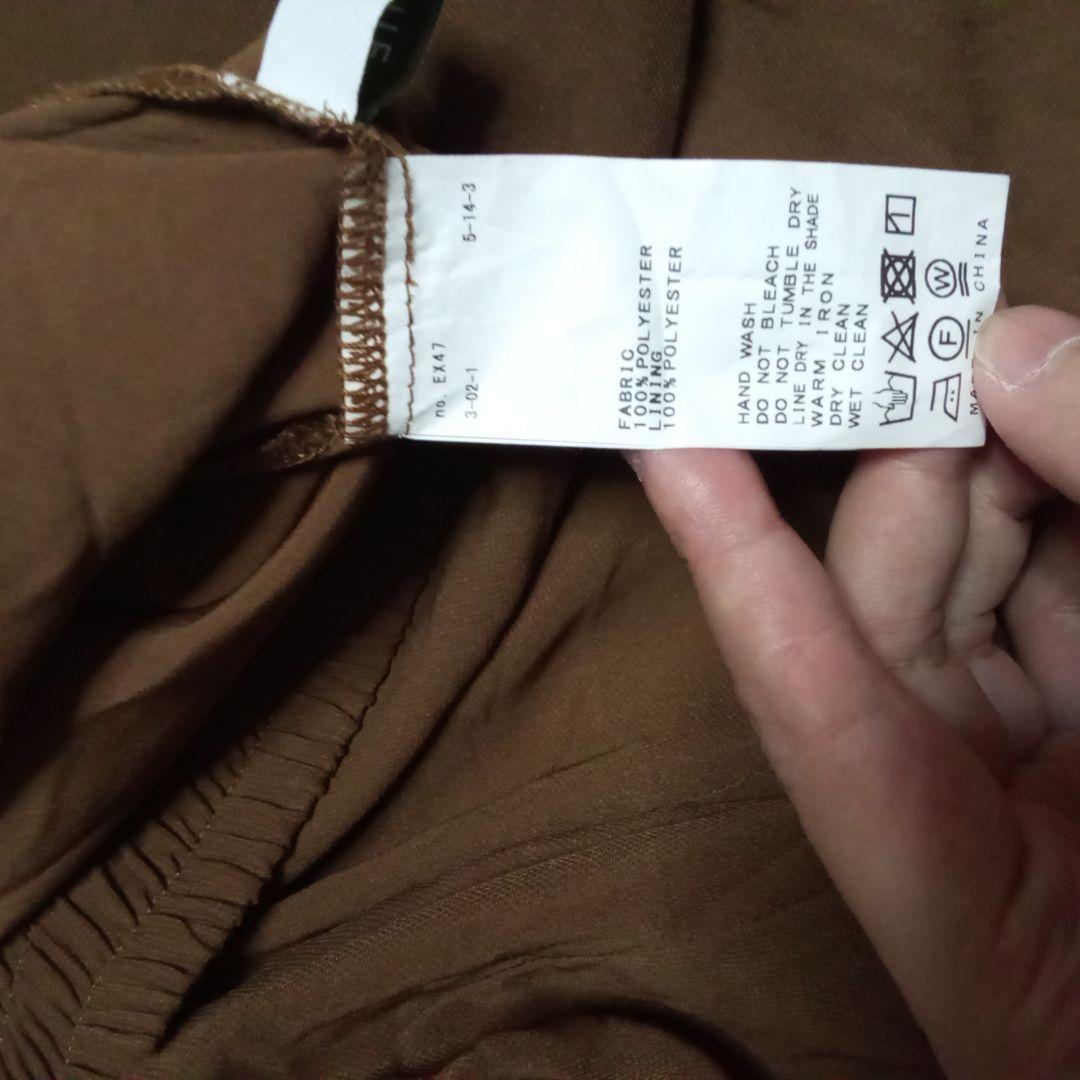 no. EX47
3-02-1 5-14-3
FABRIC
100% POLYESTER
LINING
100% POLYESTER
HAND WASH
DO NOT BLEACH
DO NOT TUMBLE DRY
LINE DRY IN THE SHADE
WARM IRON
DRY CLEAN
WET CLEAN
F W
CHINA